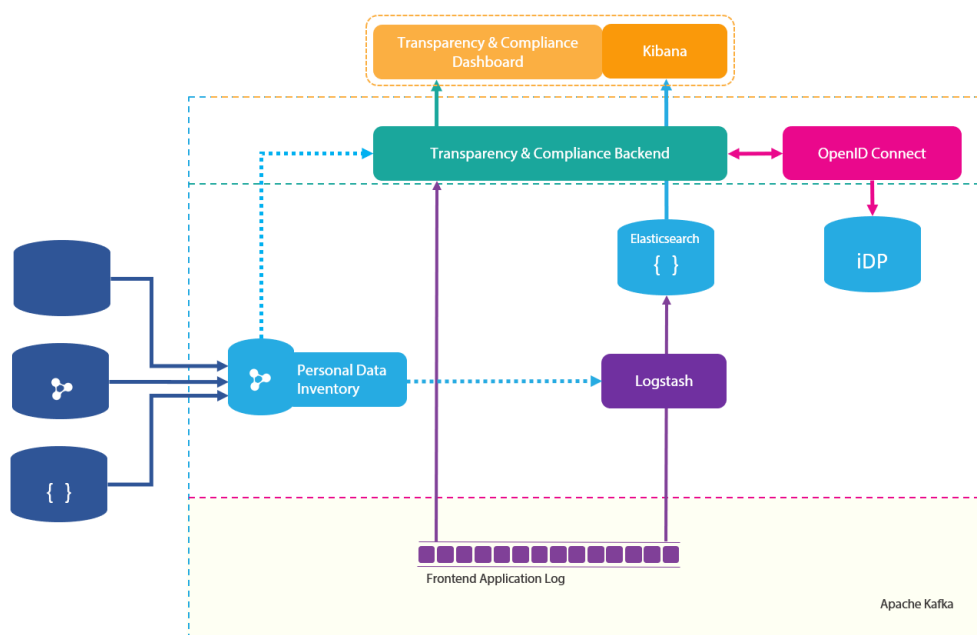 Transparency & Compliance
Dashboard
Kibana
Transparency & Compliance Backend
OpenID Connect
Elasticsearch
{ }
iDP
Personal Data
Inventory
Logstash
{ }
Frontend Application Log
Apache Kafka